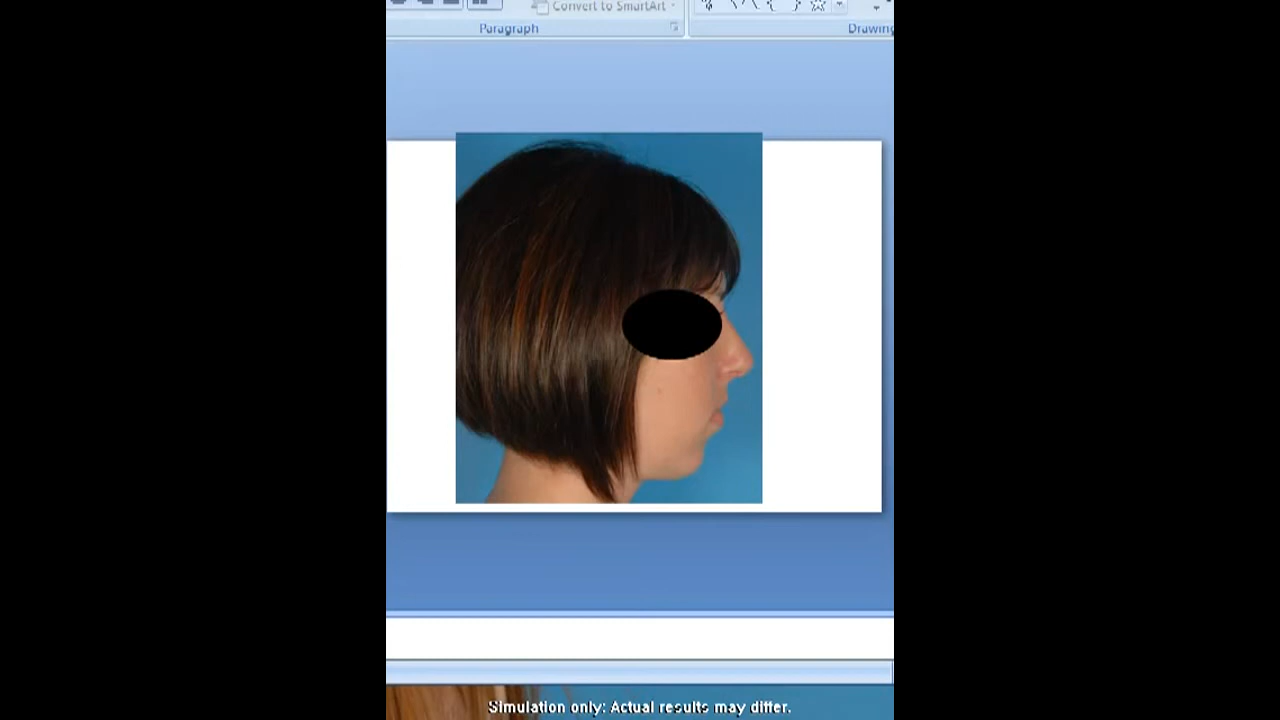 Convert to SmartArt
Paragraph
Drawing
Simulation only: Actual results may differ.